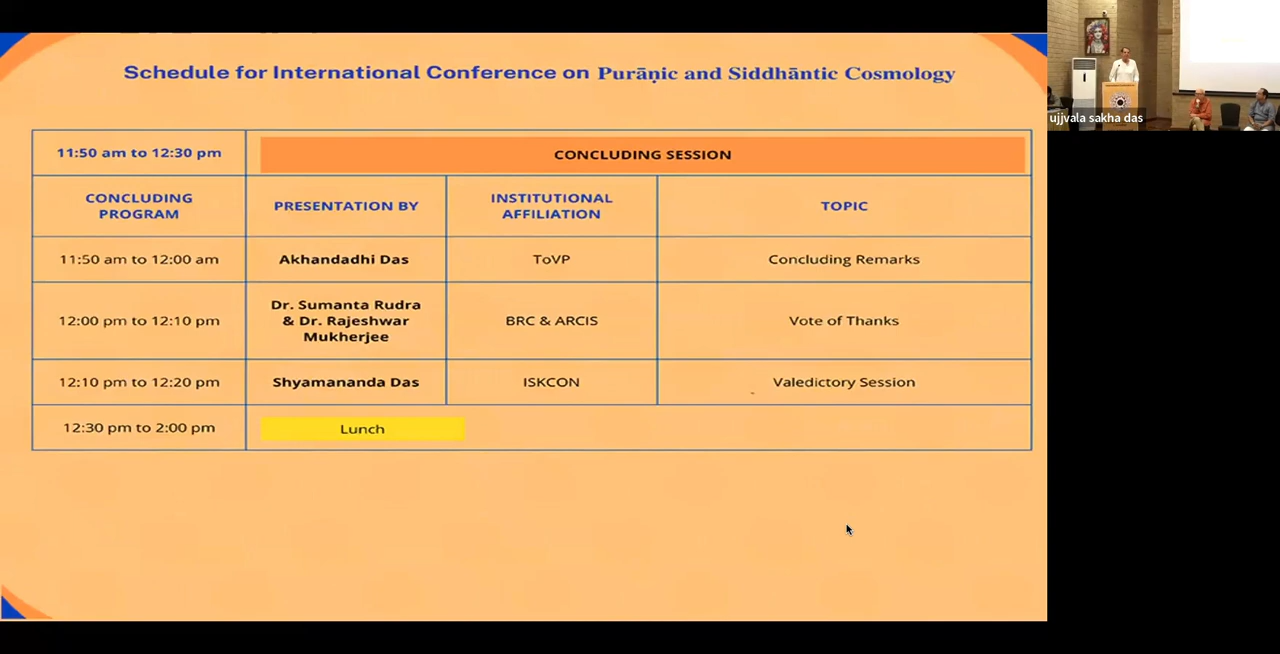 Schedule for International Conference on Purāṇic and Siddhāntic Cosmology
11:50 am to 12:30 pm
CONCLUDING SESSION
CONCLUDING
PROGRAM
PRESENTATION BY
INSTITUTIONAL
AFFILIATION
TOPIC
11:50 am to 12:00 am
Akhandadhi Das
ToVP
Concluding Remarks
12:00 pm to 12:10 pm
Dr. Sumanta Rudra
& Dr. Rajeshwar
Mukherjee
BRC & ARCIS
Vote of Thanks
12:10 pm to 12:20 pm
Shyamananda Das
ISKCON
Valedictory Session
12:30 pm to 2:00 pm
Lunch
ujjvala sakha das